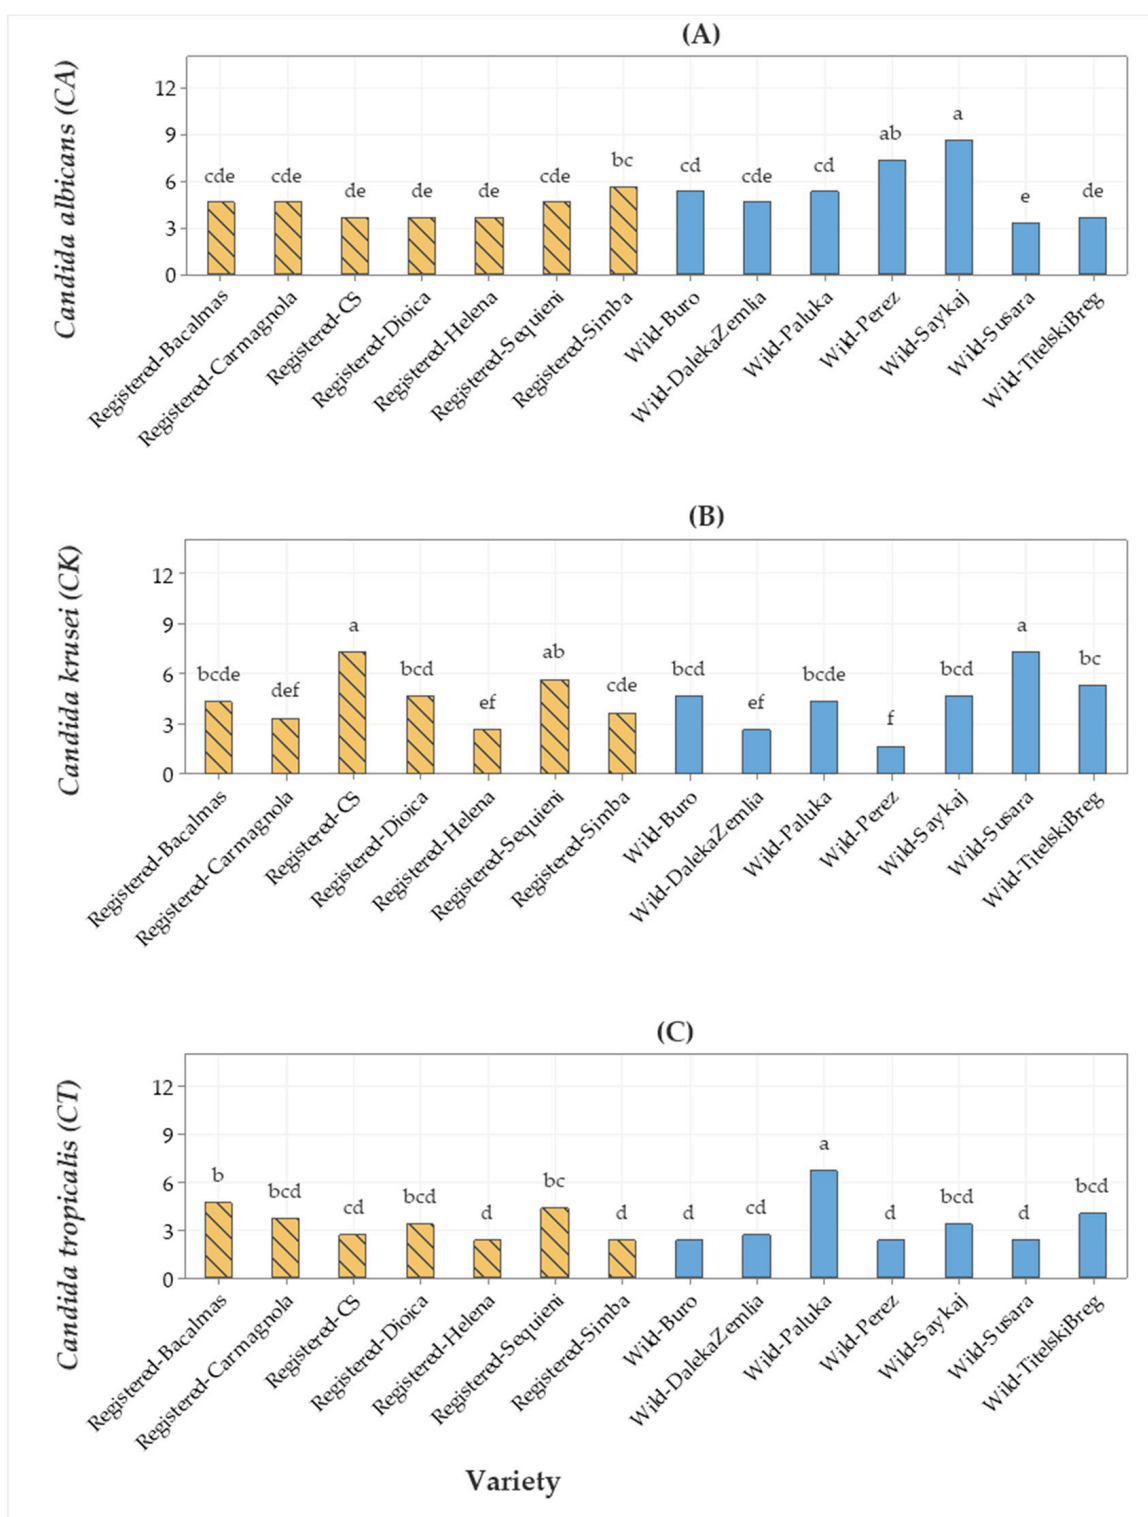 (A)
Candida albicans (CA)
12
9
6
3
0
cde cde de de de cde bc cd cde cd ab a e de
Registered-Bacalmas
Registered-Carmagnola
Registered-CS
Registered-Dioica
Registered-Helena
Registered-Sequieni
Registered-Simba
Wild-Buro
Wild-DalekaZemlia
Wild-Paluka
Wild-Perez
Wild-Saykaj
Wild-Susara
Wild-TitelskiBreg
(B)
Candida krusei (CK)
12
9
6
3
0
bcde def a bcd ef ab cde bcd ef bcde f bcd a bc
Registered-Bacalmas
Registered-Carmagnola
Registered-CS
Registered-Dioica
Registered-Helena
Registered-Sequieni
Registered-Simba
Wild-Buro
Wild-DalekaZemlia
Wild-Paluka
Wild-Perez
Wild-Saykaj
Wild-Susara
Wild-TitelskiBreg
(C)
Candida tropicalis (CT)
12
9
6
3
0
b bcd cd bcd d bc d d cd a d bcd d bcd
Registered-Bacalmas
Registered-Carmagnola
Registered-CS
Registered-Dioica
Registered-Helena
Registered-Sequieni
Registered-Simba
Wild-Buro
Wild-DalekaZemlia
Wild-Paluka
Wild-Perez
Wild-Saykaj
Wild-Susara
Wild-TitelskiBreg
Variety